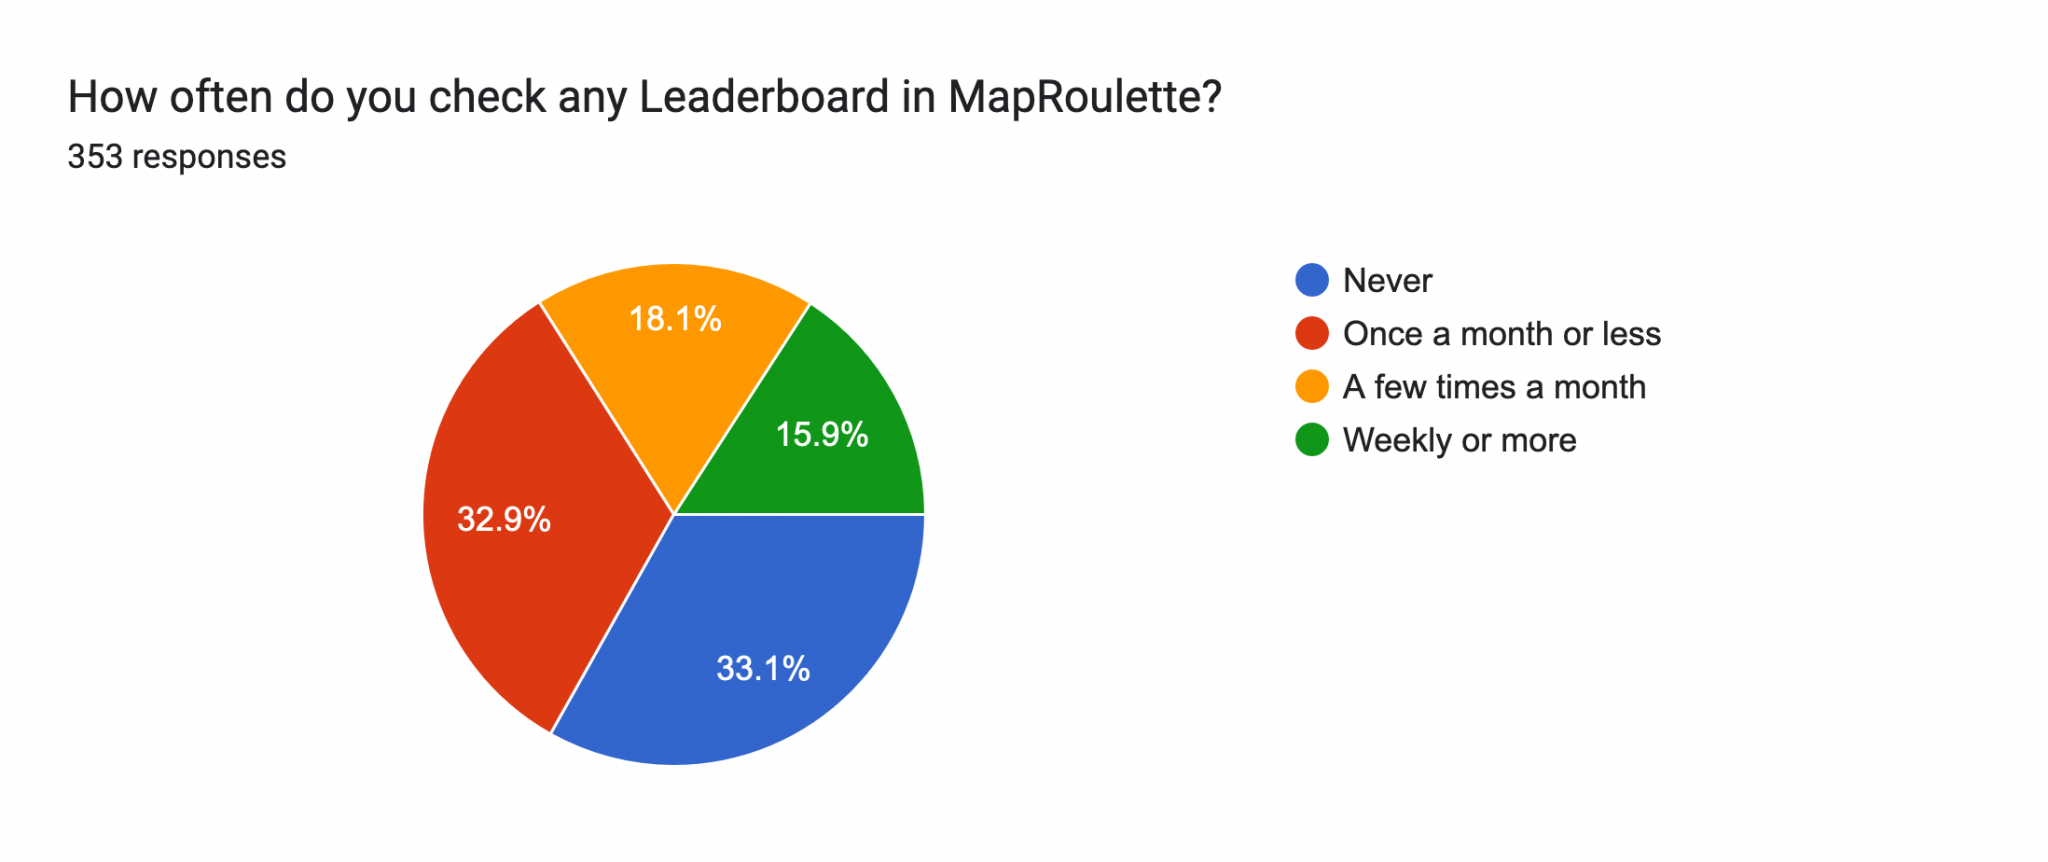 How often do you check any Leaderboard in MapRoulette?
353 responses
18.1%
15.9%
32.9%
33.1%
Never
Once a month or less
A few times a month
Weekly or more